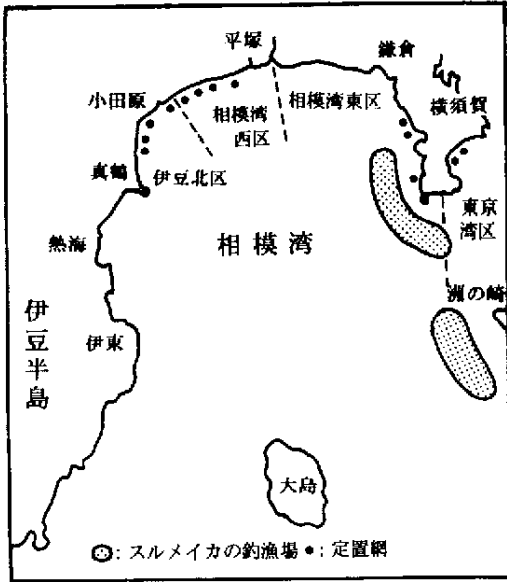 平塚
鎌倉
小田原
横須賀
相模湾
西区
相模湾東区
真鶴
伊豆北区
東京
湾区
相模湾
熱海
洲の崎
伊豆半島
伊東
大島
: スルメイカの釣漁場 •: 定置網